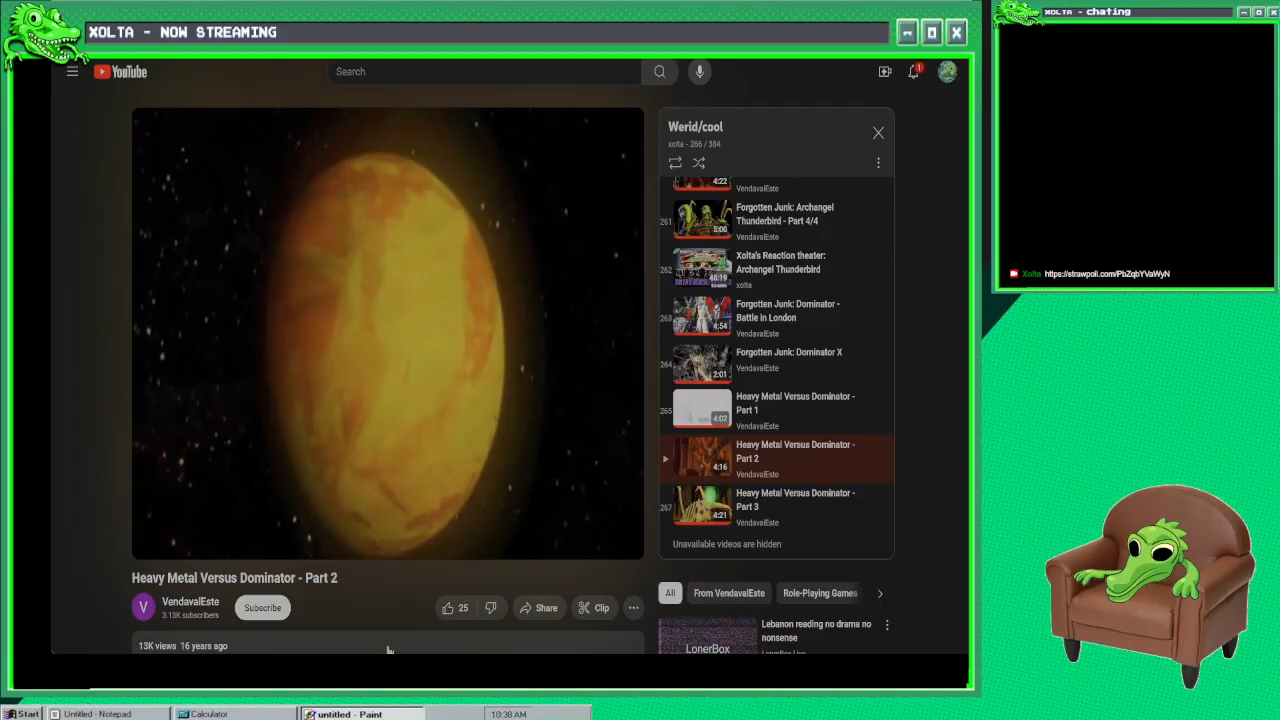 XOLTA - NOW STREAMING
XOLTA - chating
YouTube
Search
1
Werid/cool
xolta - 266 / 384
4:22
VendavalEste
261
5:00
Forgotten Junk: Archangel
Thunderbird - Part 4/4
VendavalEste
262
48:19
Xolta's Reaction theater:
Archangel Thunderbird
xolta
263
4:54
Forgotten Junk: Dominator -
Battle in London
VendavalEste
264
2:01
Forgotten Junk: Dominator X
VendavalEste
265
4:02
Heavy Metal Versus Dominator -
Part 1
VendavalEste
4:16
Heavy Metal Versus Dominator -
Part 2
VendavalEste
267
4:21
Heavy Metal Versus Dominator -
Part 3
VendavalEste
Unavailable videos are hidden
Xolta https://strawpoll.com/PbZqbYVaWyN
Heavy Metal Versus Dominator - Part 2
V
VendavalEste
3.13K subscribers
Subscribe
25
Share
Clip
All
From VendavalEste
Role-Playing Games
13K views 16 years ago
LonerBox
Lebanon reading no drama no
nonsense
LonerBox Live
Start
Untitled - Notepad
Calculator
untitled - Paint
10:38 AM